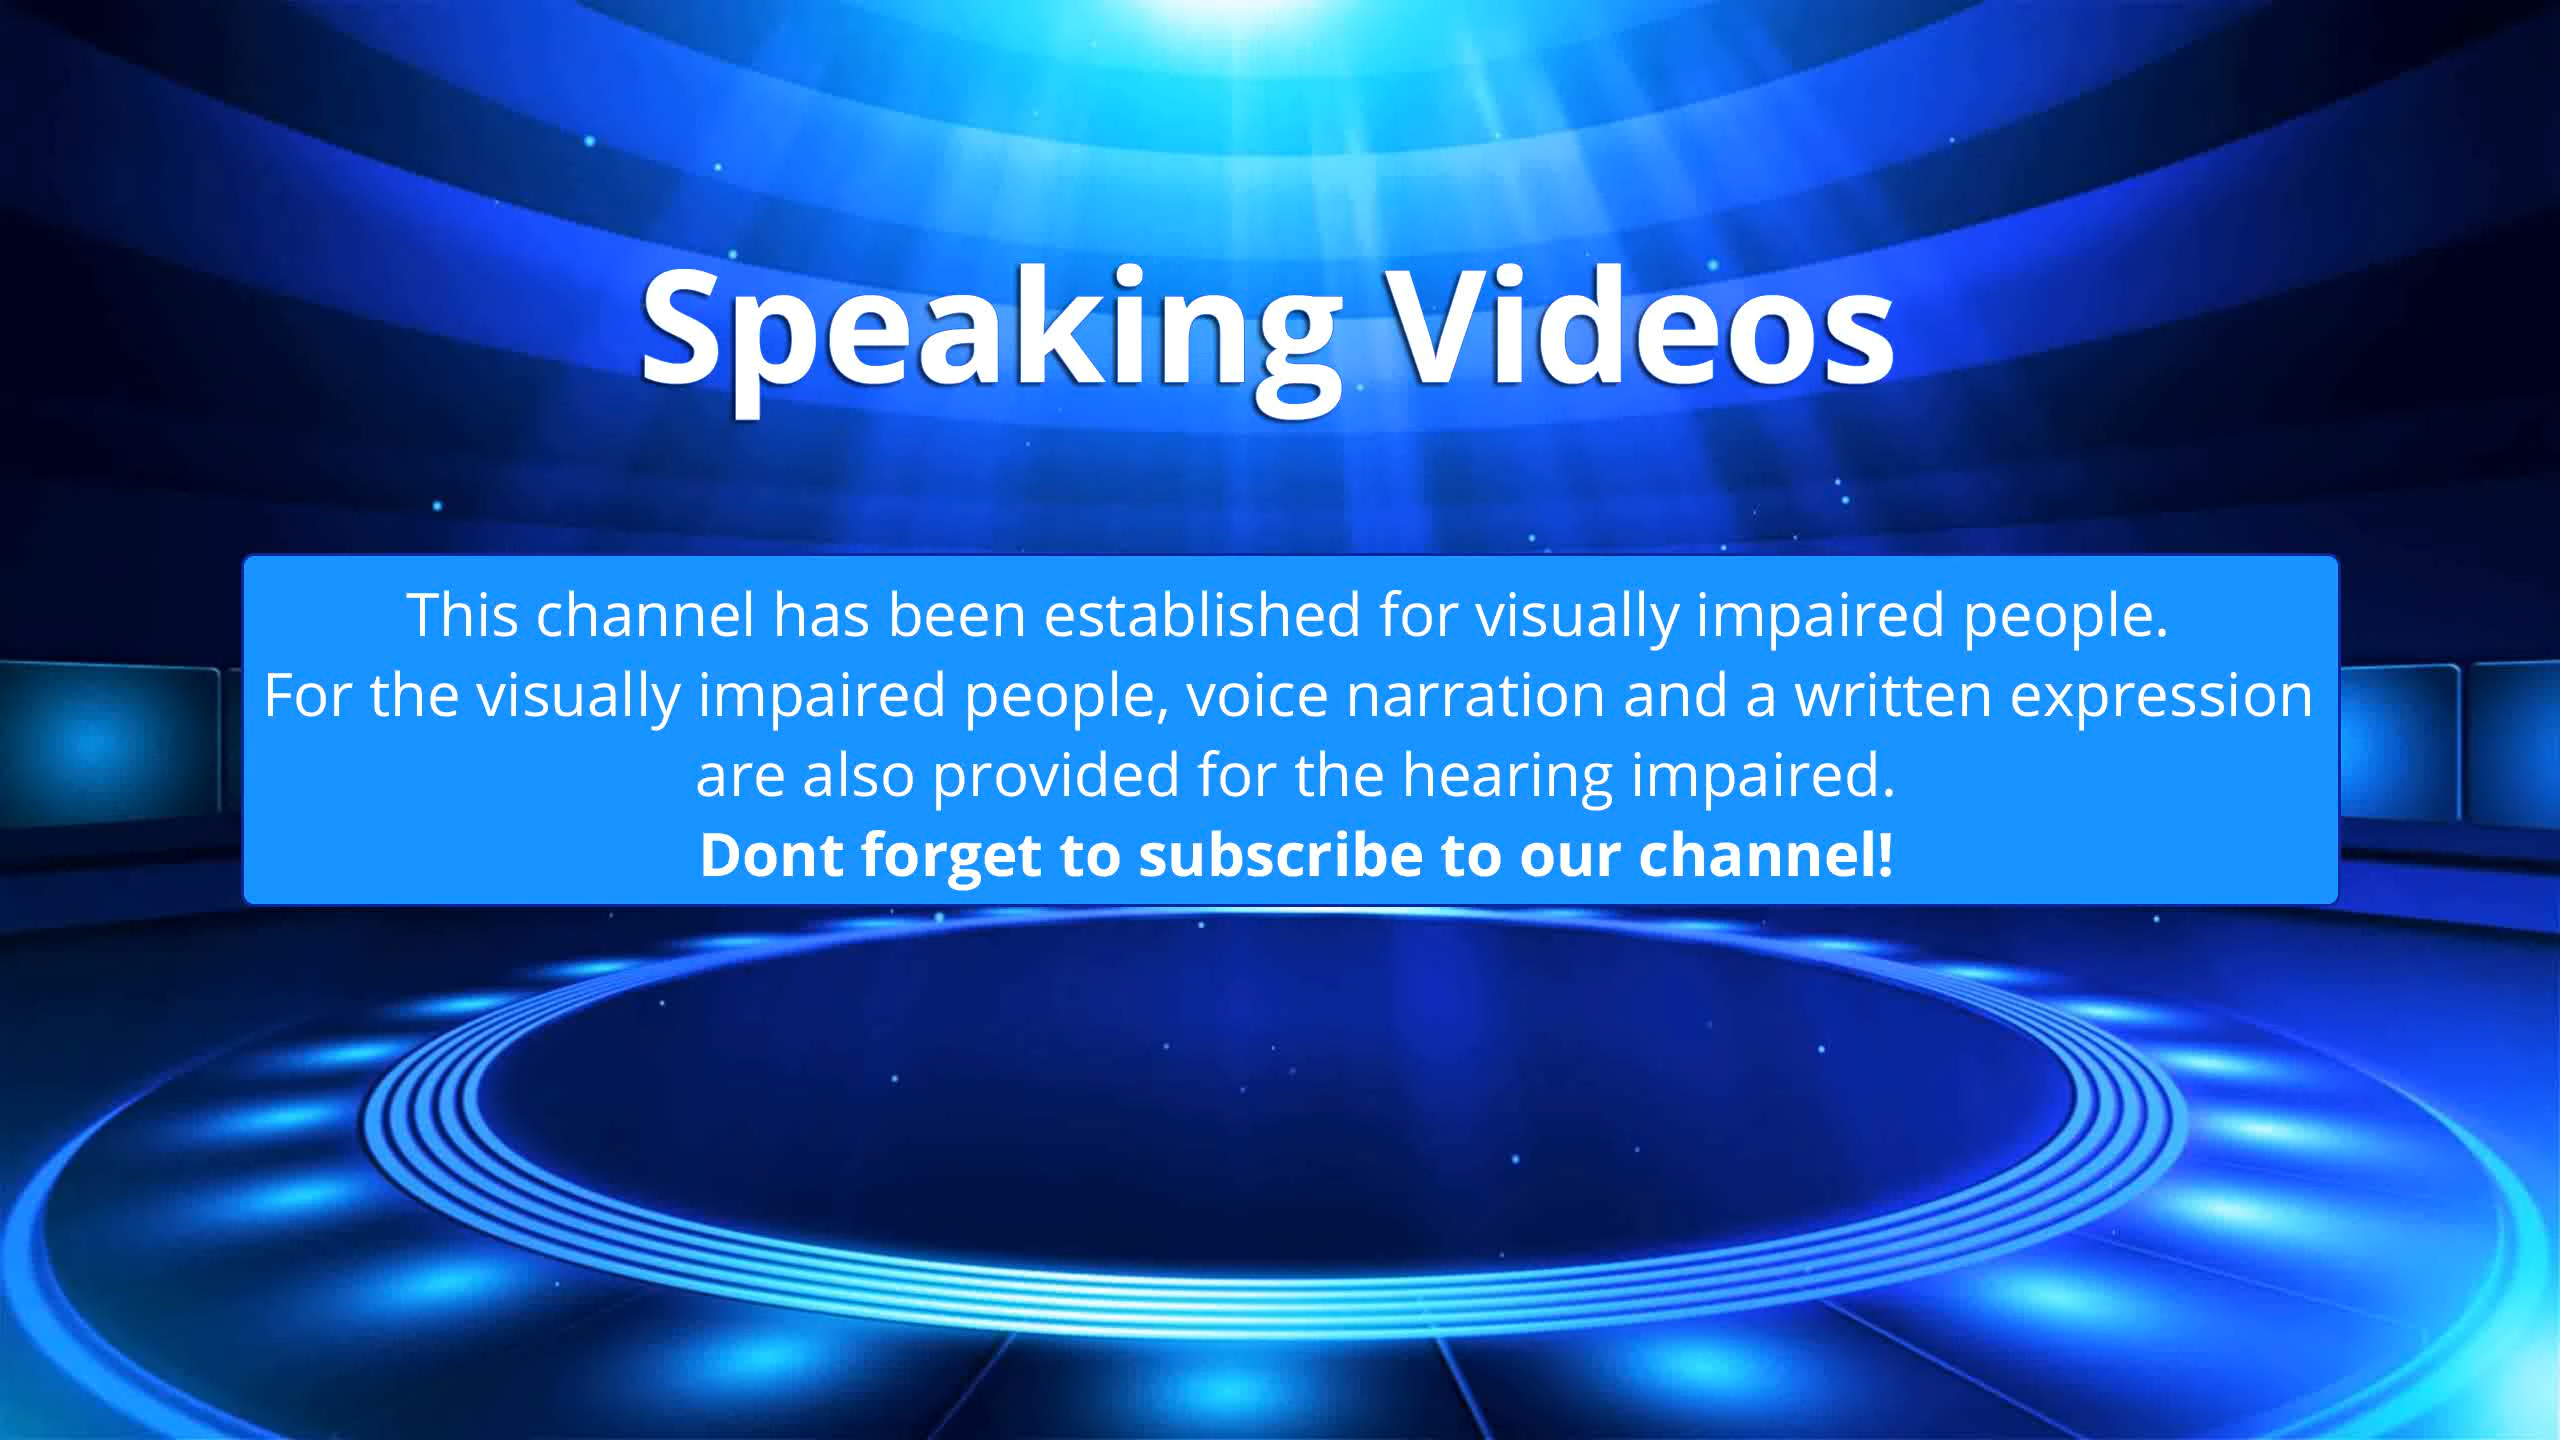 Speaking Videos
This channel has been established for visually impaired people.
For the visually impaired people, voice narration and a written expression
are also provided for the hearing impaired.
Dont forget to subscribe to our channel!